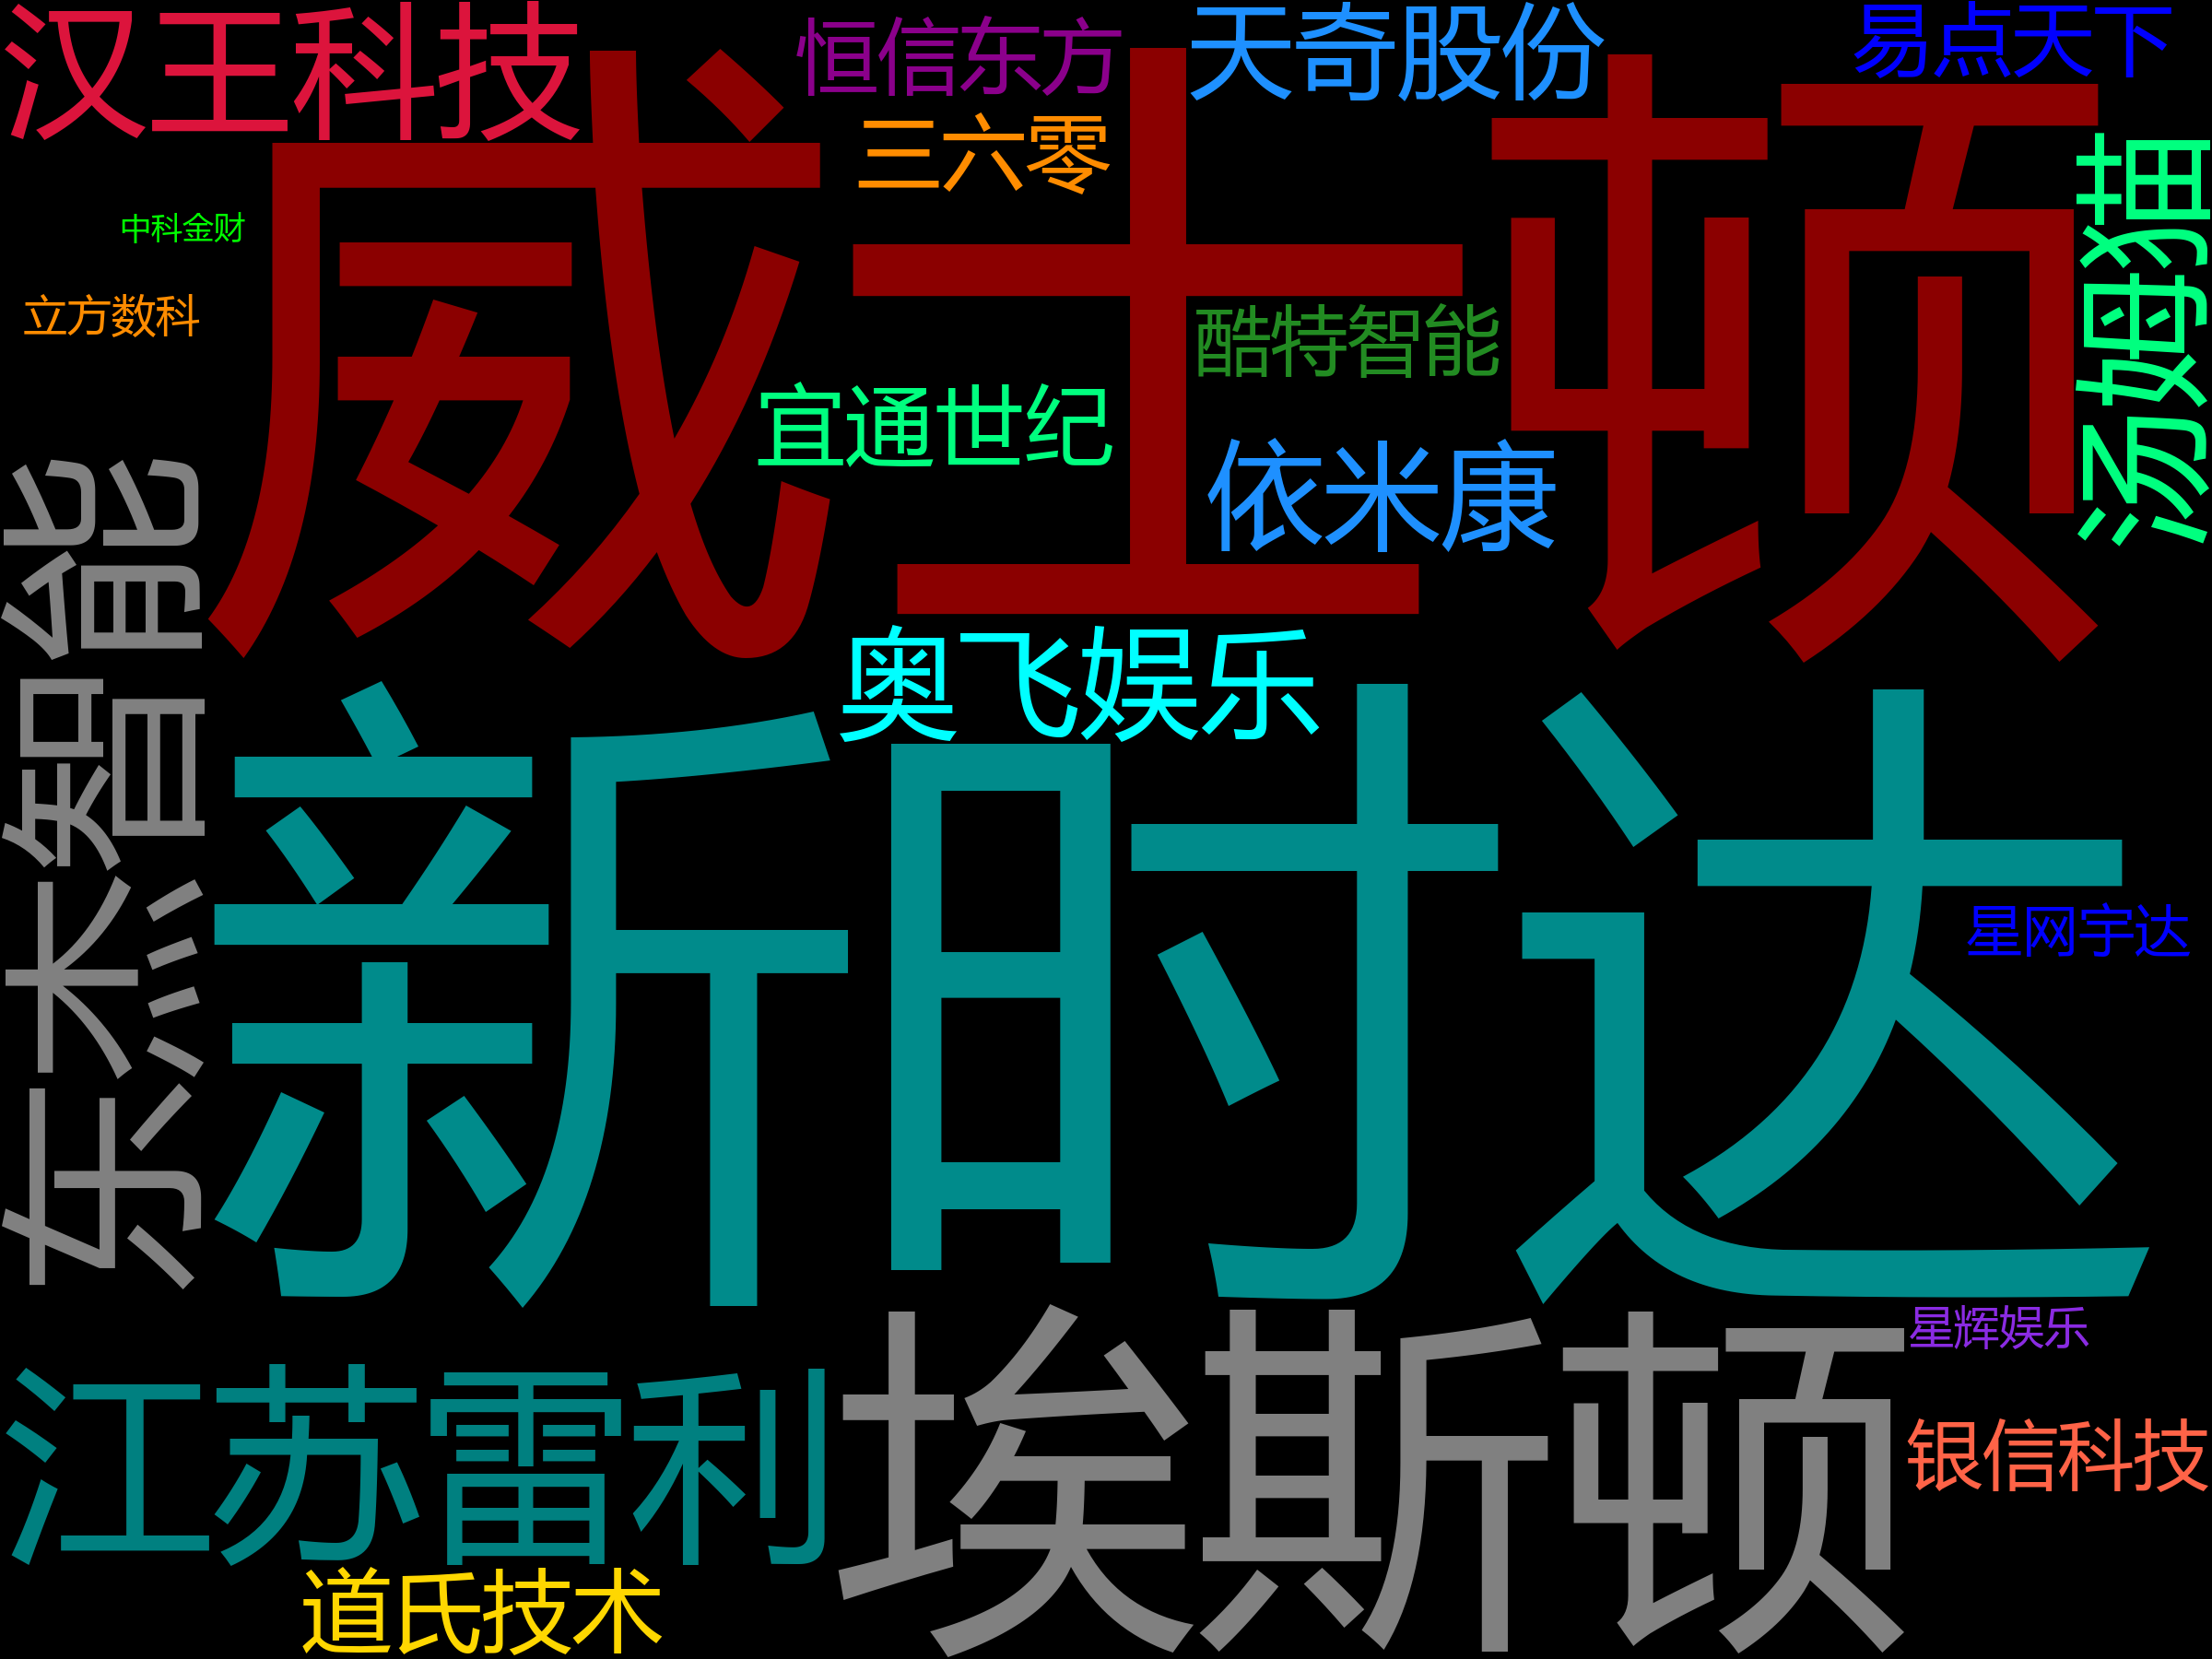 汉王科技
恒信东方
天奇股份
易点天下
威士顿
三六零
汤姆猫
中科金财
立方数科
酷特智能
宜通世纪
依米康
东杰智能
奥飞娱乐
新时达
星网宇达
星辉娱乐
江苏雷利
埃斯顿
银信科技
道氏技术